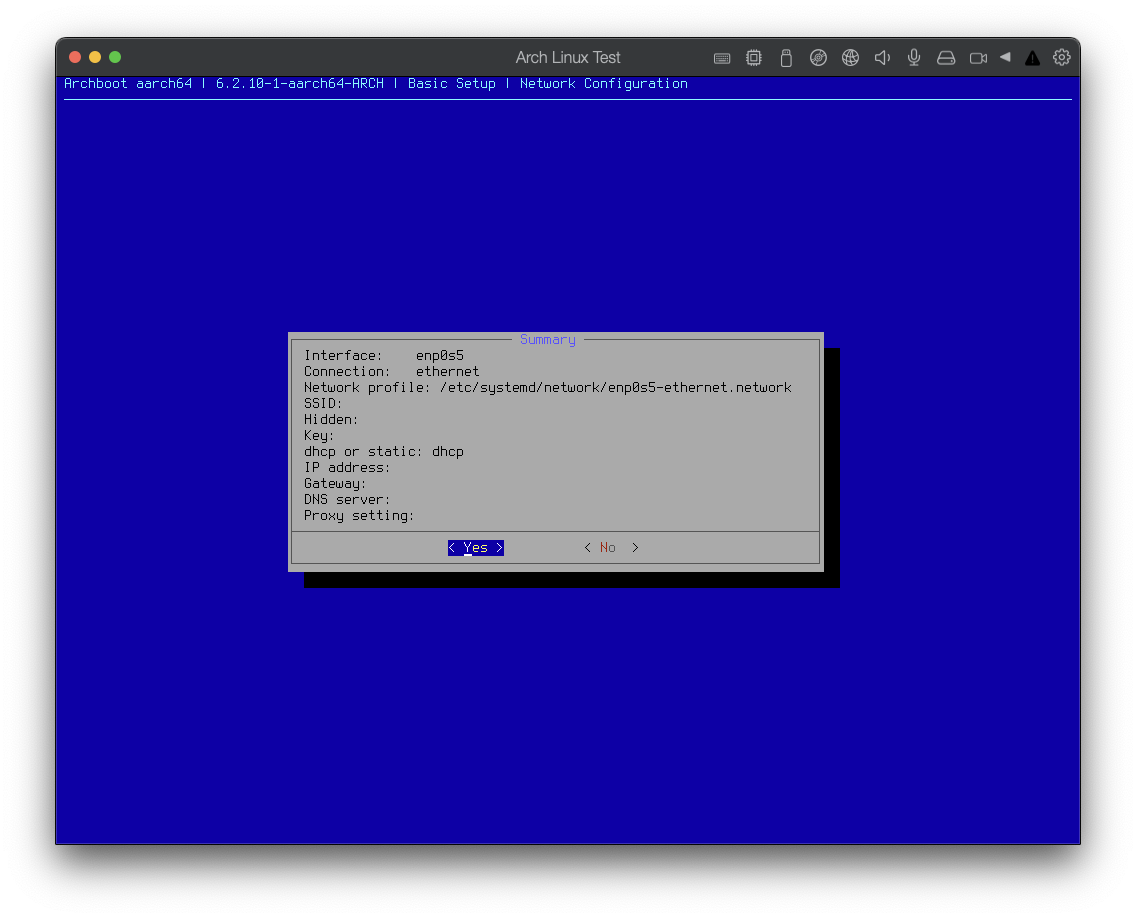 Arch Linux Test
Archboot aarch64 | 6.2.10-1-aarch64-ARCH | Basic Setup | Network Configuration
Summary
Interface: enp0s5
Connection: ethernet
Network profile: /etc/systemd/network/enp0s5-ethernet.network
SSID:
Hidden:
Key:
dhcp or static: dhcp
IP address:
Gateway:
DNS server:
Proxy setting:
< Yes > < No >